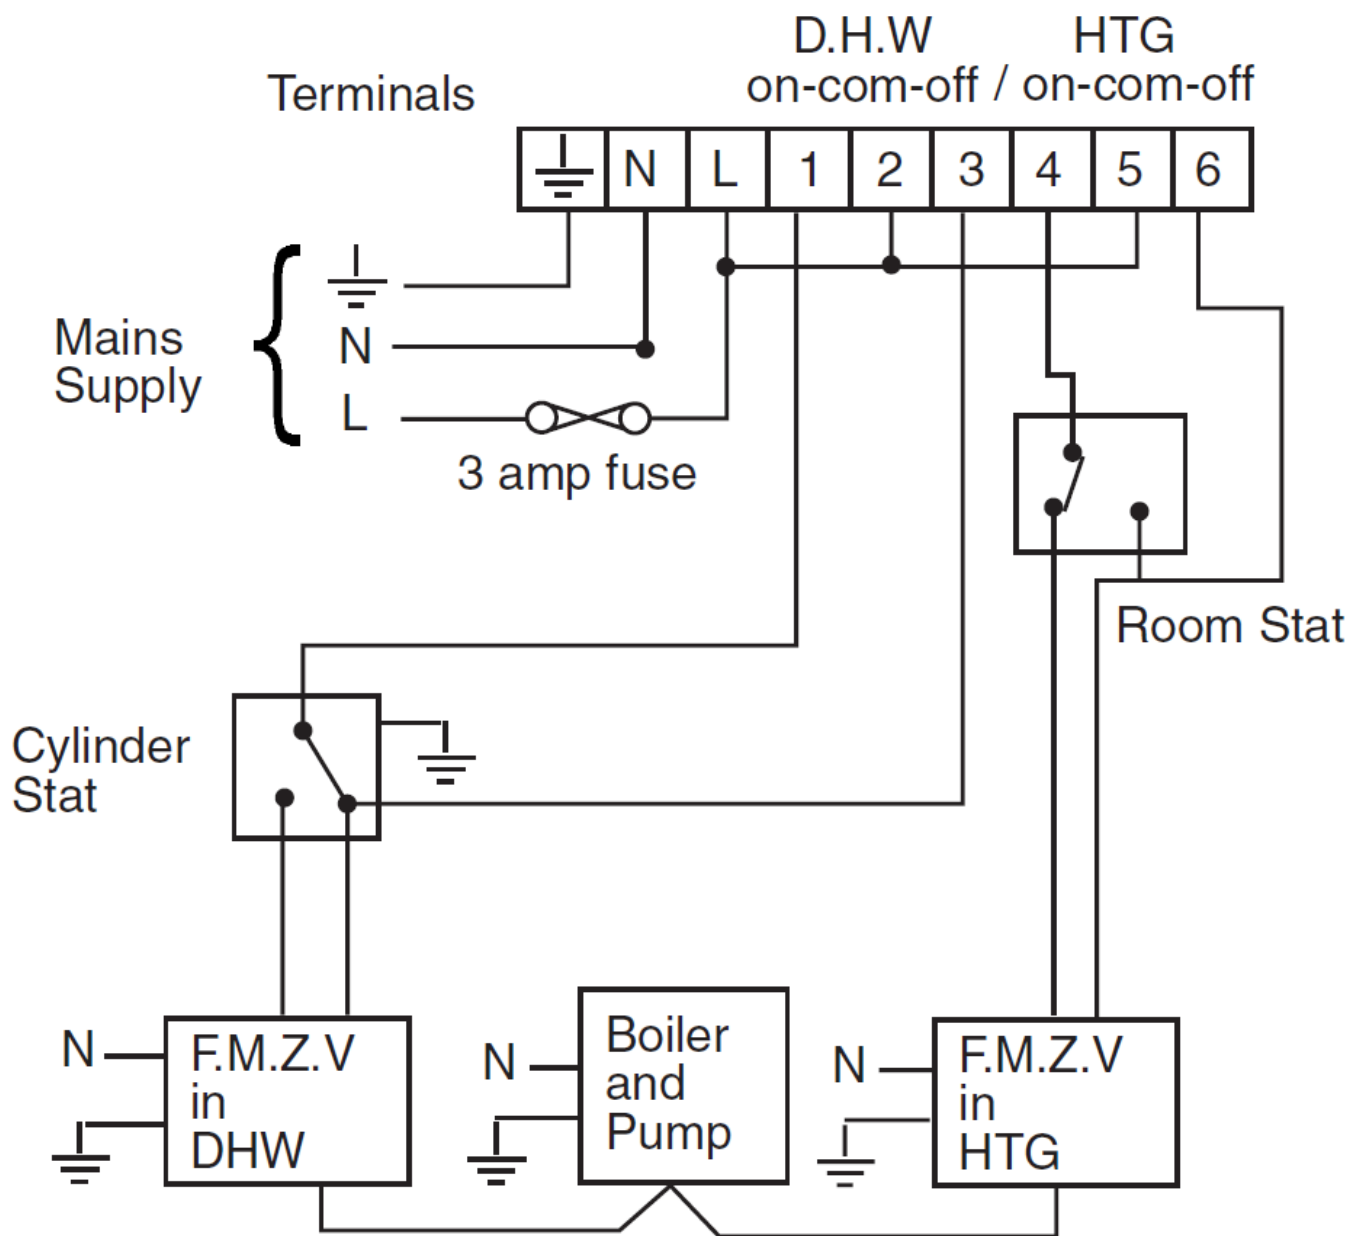 D.H.W HTG
Terminals on-com-off / on-com-off
N L 1 2 3 4 5 6
Mains
Supply
N
L
3 amp fuse
Room Stat
Cylinder
Stat
N
F.M.Z.V
in
DHW
N
Boiler
and
Pump
N
F.M.Z.V
in
HTG